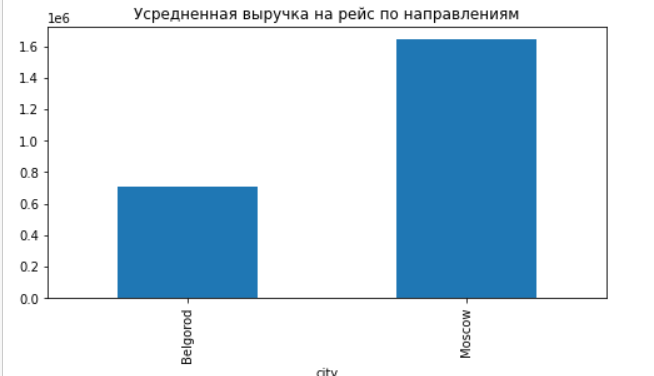 Усредненная выручка на рейс по направлениям
1e6
1.6
1.4
1.2
1.0
0.8
0.6
0.4
0.2
0.0
Belgorod
Moscow
city